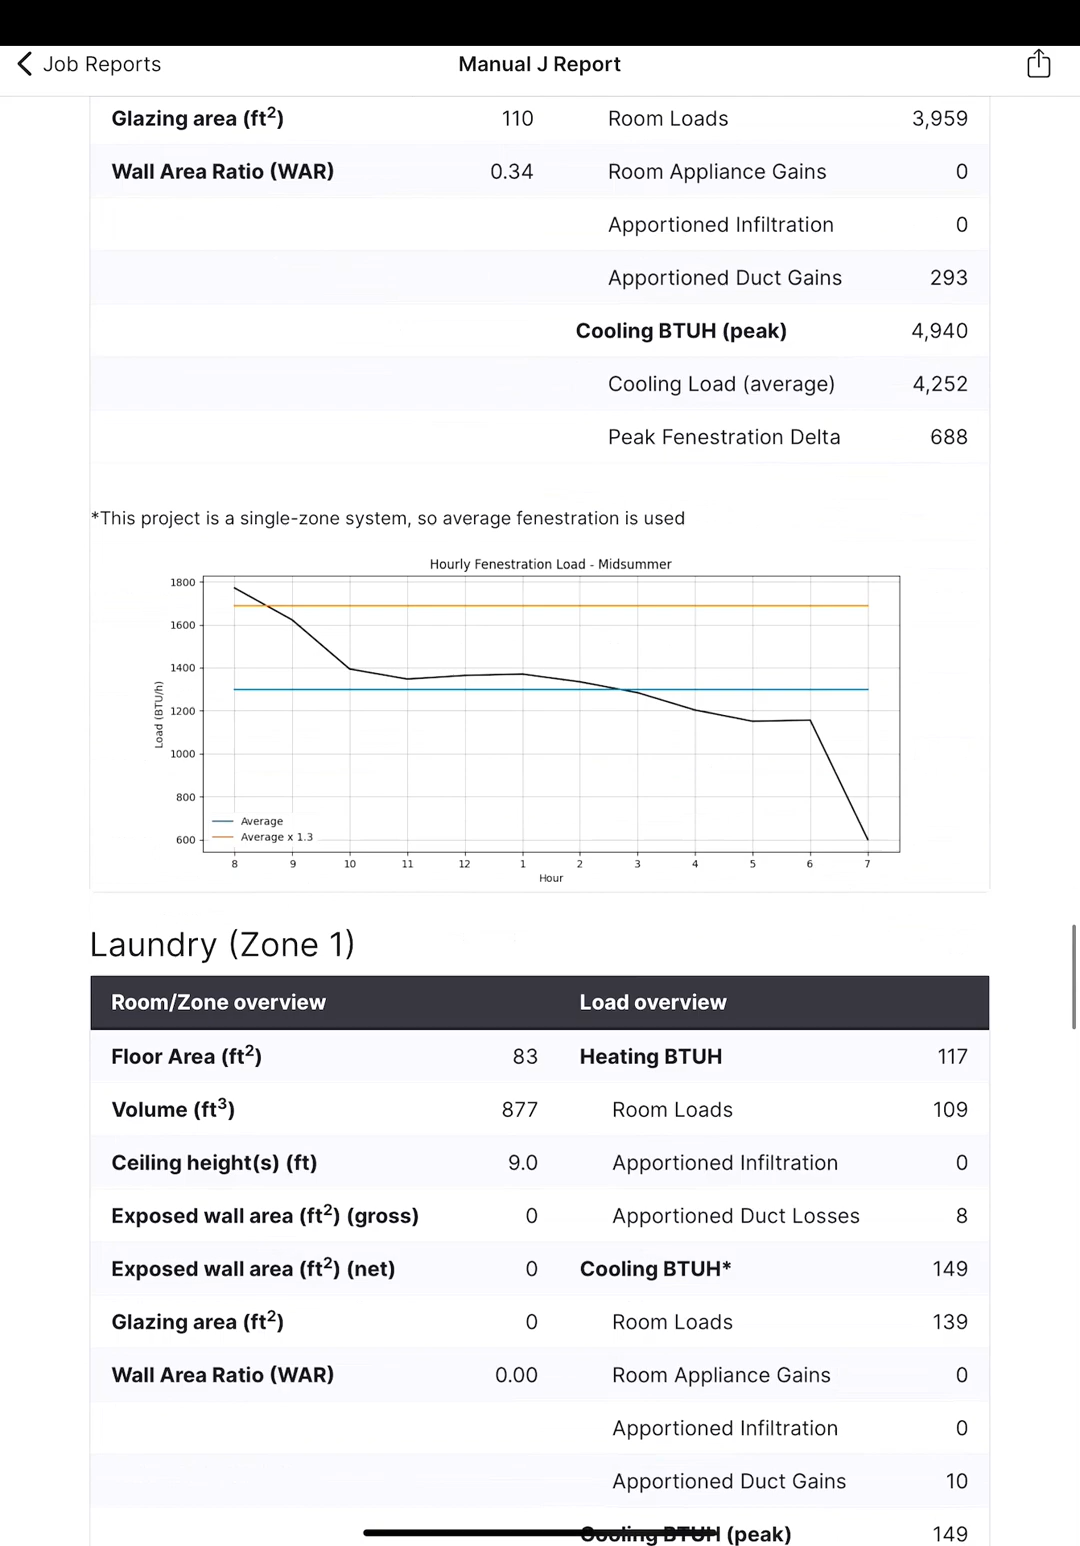 Job Reports Manual J Report
Glazing area (ft²) 110 Room Loads 3,959
Wall Area Ratio (WAR) 0.34 Room Appliance Gains 0
Apportioned Infiltration 0
Apportioned Duct Gains 293
Cooling BTUH (peak) 4,940
Cooling Load (average) 4,252
Peak Fenestration Delta 688
*This project is a single-zone system, so average fenestration is used
Hourly Fenestration Load - Midsummer
1800
1600
1400
1200
1000
800
600
Load (BTU/h)
Average
Average x 1.3
8 9 10 11 12 1 2 3 4 5 6 7
Hour
Laundry (Zone 1)
Room/Zone overview Load overview
Floor Area (ft²) 83 Heating BTUH 117
Volume (ft³) 877 Room Loads 109
Ceiling height(s) (ft) 9.0 Apportioned Infiltration 0
Exposed wall area (ft²) (gross) 0 Apportioned Duct Losses 8
Exposed wall area (ft²) (net) 0 Cooling BTUH* 149
Glazing area (ft²) 0 Room Loads 139
Wall Area Ratio (WAR) 0.00 Room Appliance Gains 0
Apportioned Infiltration 0
Apportioned Duct Gains 10
Cooling BTUH (peak) 149